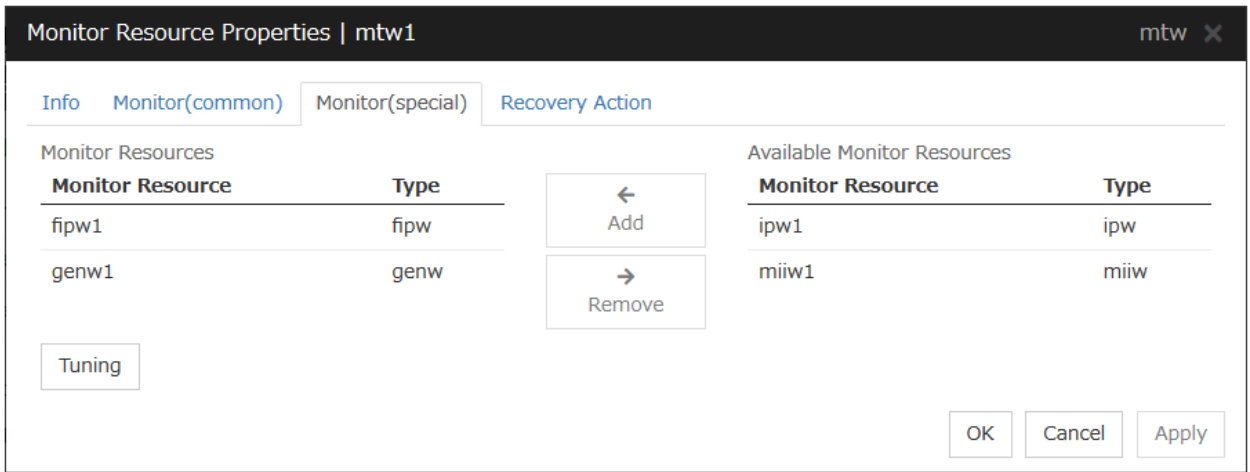 Monitor Resource Properties | mtw1 mtw ×
Info Monitor(common) Monitor(special) Recovery Action
Monitor Resources
Monitor Resource Type
fipw1 fipw
genw1 genw
← Add
→ Remove
Available Monitor Resources
Monitor Resource Type
ipw1 ipw
miiw1 miiw
Tuning
OK Cancel Apply